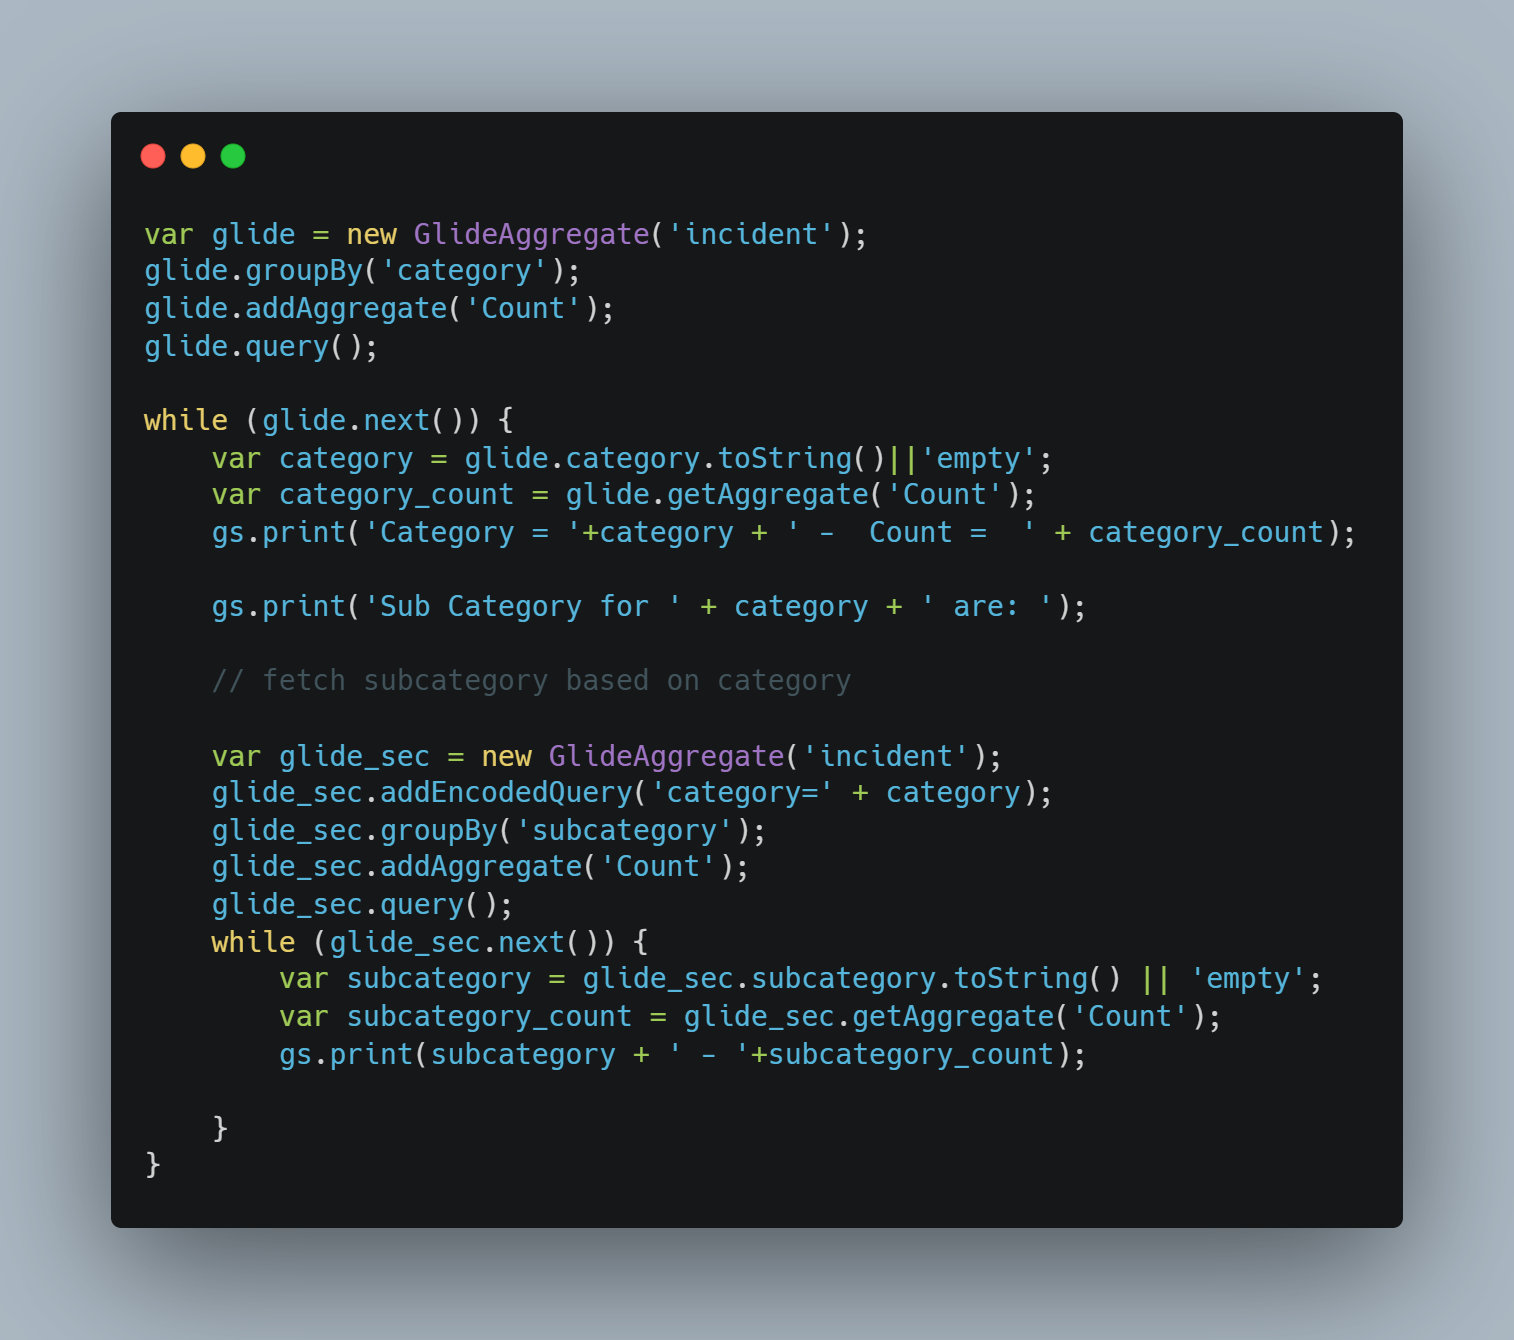 var glide = new GlideAggregate('incident');
glide.groupBy('category');
glide.addAggregate('Count');
glide.query();

while (glide.next()) {
    var category = glide.category.toString()||'empty';
    var category_count = glide.getAggregate('Count');
    gs.print('Category = '+category + ' -  Count =  ' + category_count);

    gs.print('Sub Category for ' + category + ' are: ');

    // fetch subcategory based on category

    var glide_sec = new GlideAggregate('incident');
    glide_sec.addEncodedQuery('category=' + category);
    glide_sec.groupBy('subcategory');
    glide_sec.addAggregate('Count');
    glide_sec.query();
    while (glide_sec.next()) {
        var subcategory = glide_sec.subcategory.toString() || 'empty';
        var subcategory_count = glide_sec.getAggregate('Count');
        gs.print(subcategory + ' - '+subcategory_count);

    }
}